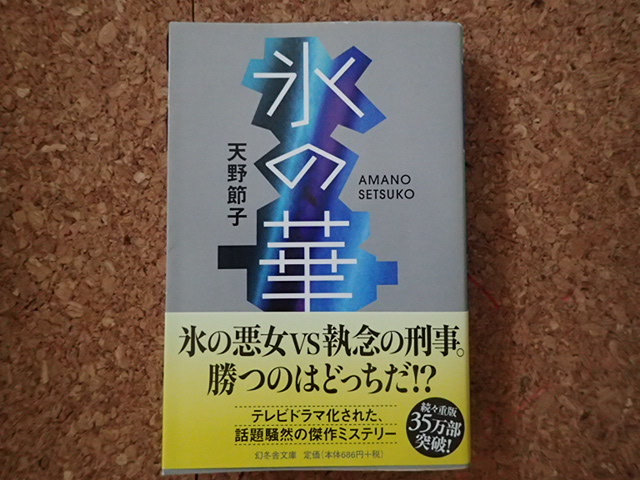 氷の華
天野節子
AMANO
SETSUKO
氷の悪女VS執念の刑事。
勝つのはどっちだ!?
テレビドラマ化された、
話題騒然の傑作ミステリー
続々重版
35万部
突破!
幻冬舎文庫 定価(本体686円+税)